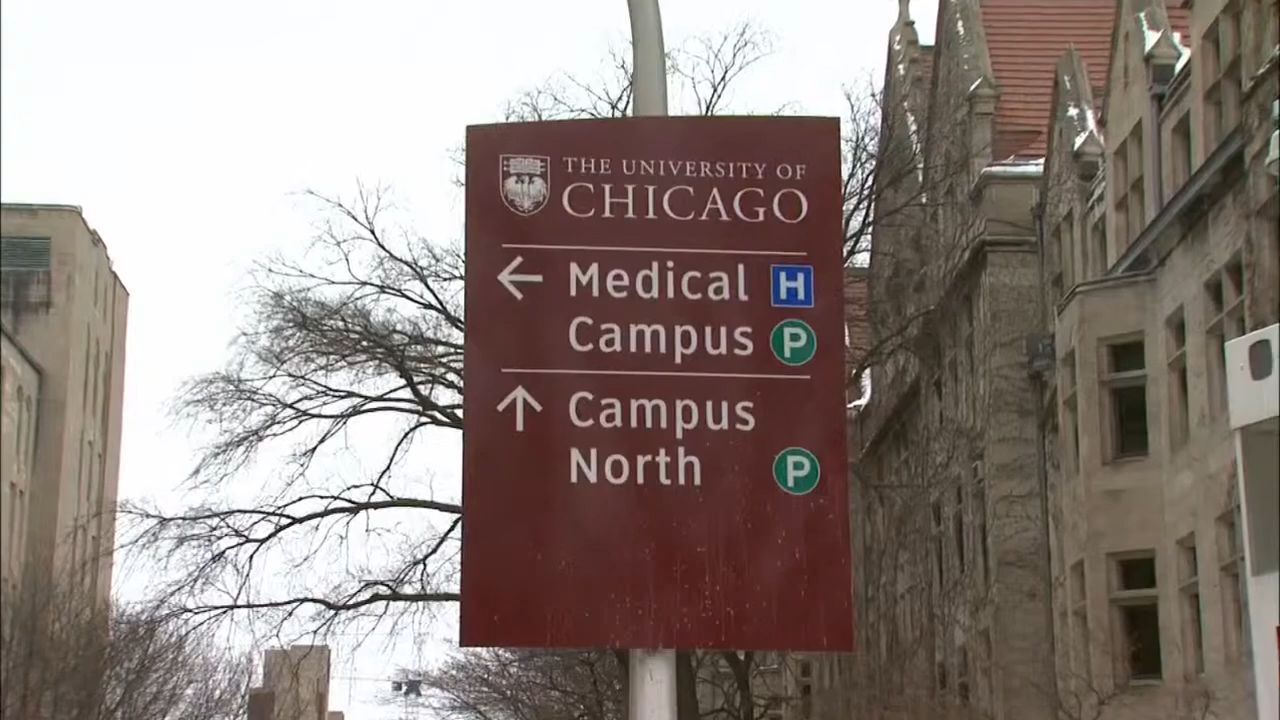 THE UNIVERSITY OF
CHICAGO
← Medical H
Campus P
↑ Campus
North P